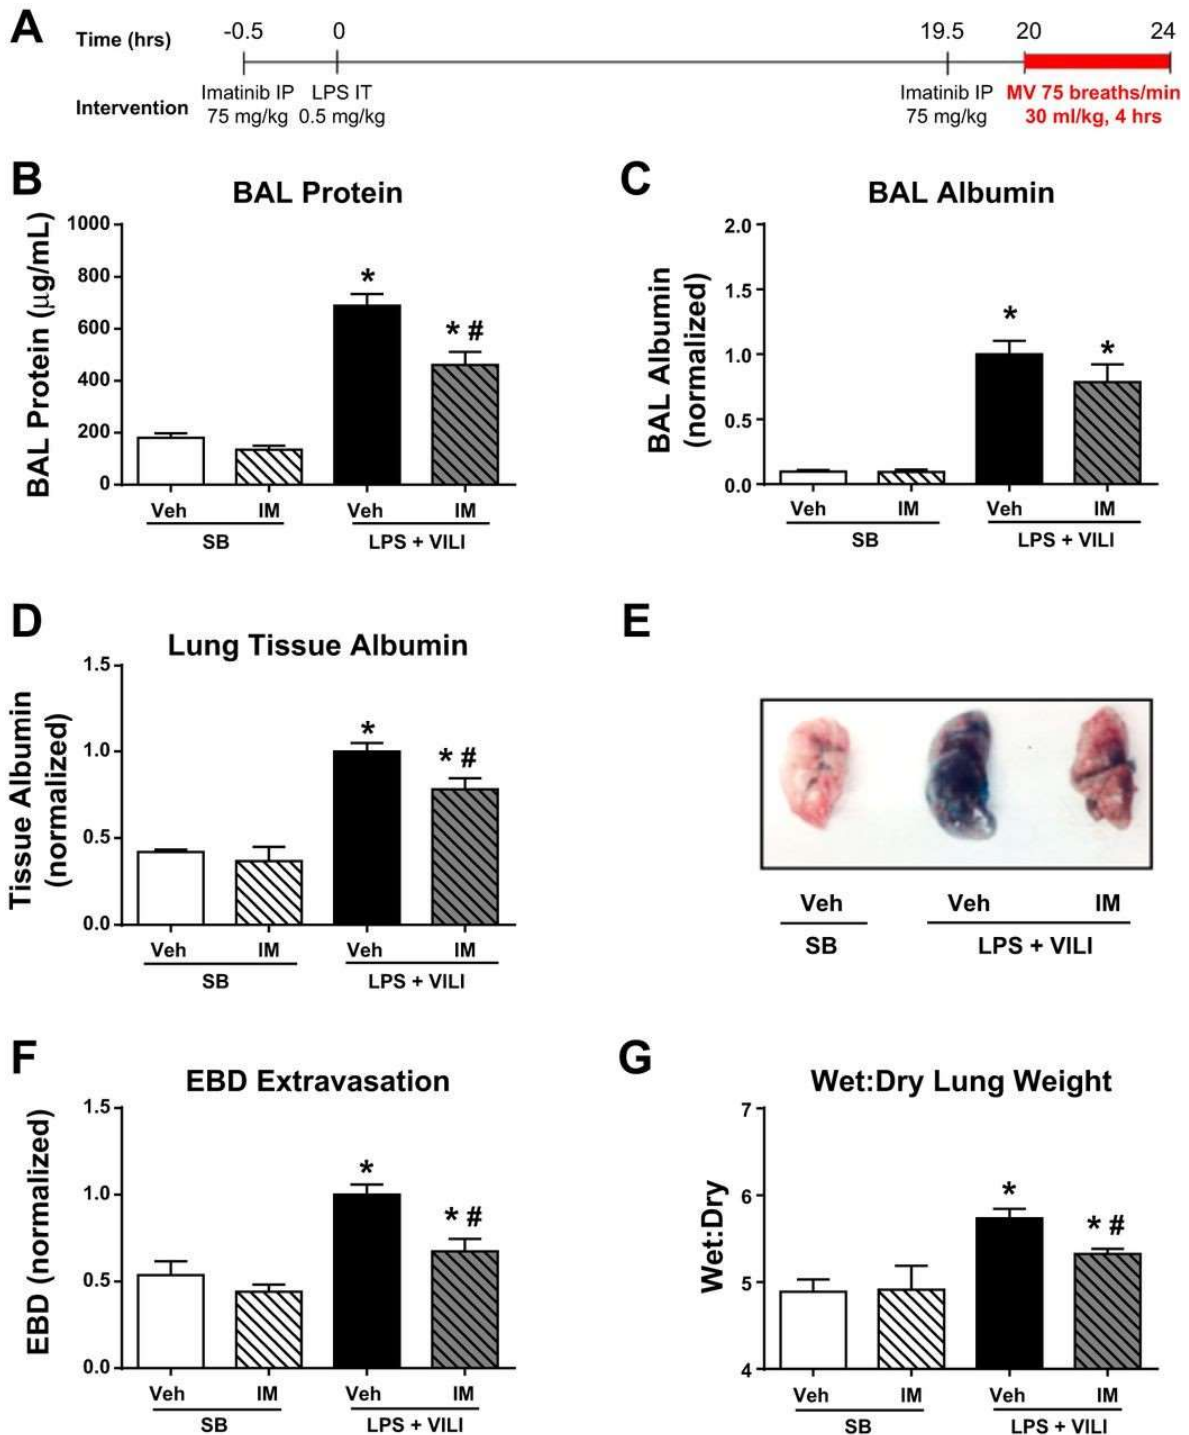 A
Time (hrs)
-0.5
0
19.5
20
24
Intervention
Imatinib IP
75 mg/kg
LPS IT
0.5 mg/kg
Imatinib IP
75 mg/kg
MV 75 breaths/min
30 ml/kg, 4 hrs
B
BAL Protein
BAL Protein (µg/mL)
1000
800
600
400
200
0
*
* #
Veh
IM
Veh
IM
SB
LPS + VILI
C
BAL Albumin
BAL Albumin
(normalized)
2.0
1.5
1.0
0.5
0.0
*
*
Veh
IM
Veh
IM
SB
LPS + VILI
D
Lung Tissue Albumin
Tissue Albumin
(normalized)
1.5
1.0
0.5
0.0
*
* #
Veh
IM
Veh
IM
SB
LPS + VILI
E
Veh
Veh
IM
SB
LPS + VILI
F
EBD Extravasation
EBD (normalized)
1.5
1.0
0.5
0.0
*
* #
Veh
IM
Veh
IM
SB
LPS + VILI
G
Wet:Dry Lung Weight
Wet:Dry
7
6
5
4
*
* #
Veh
IM
Veh
IM
SB
LPS + VILI